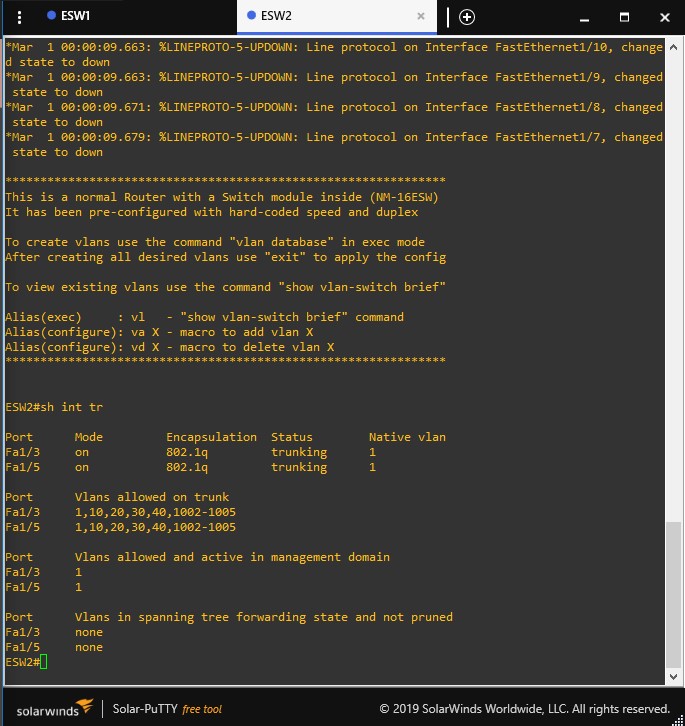 ESW1
ESW2
*Mar  1 00:00:09.663: %LINEPROTO-5-UPDOWN: Line protocol on Interface FastEthernet1/10, change
d state to down
*Mar  1 00:00:09.663: %LINEPROTO-5-UPDOWN: Line protocol on Interface FastEthernet1/9, changed
 state to down
*Mar  1 00:00:09.671: %LINEPROTO-5-UPDOWN: Line protocol on Interface FastEthernet1/8, changed
 state to down
*Mar  1 00:00:09.679: %LINEPROTO-5-UPDOWN: Line protocol on Interface FastEthernet1/7, changed
 state to down
***************************************************************
This is a normal Router with a Switch module inside (NM-16ESW)
It has been pre-configured with hard-coded speed and duplex
To create vlans use the command "vlan database" in exec mode
After creating all desired vlans use "exit" to apply the config
To view existing vlans use the command "show vlan-switch brief"
Alias(exec)     : vl   - "show vlan-switch brief" command
Alias(configure): va X - macro to add vlan X
Alias(configure): vd X - macro to delete vlan X
***************************************************************
ESW2#sh int tr
Port      Mode         Encapsulation  Status        Native vlan
Fa1/3     on           802.1q         trunking      1
Fa1/5     on           802.1q         trunking      1
Port      Vlans allowed on trunk
Fa1/3     1,10,20,30,40,1002-1005
Fa1/5     1,10,20,30,40,1002-1005
Port      Vlans allowed and active in management domain
Fa1/3     1
Fa1/5     1
Port      Vlans in spanning tree forwarding state and not pruned
Fa1/3     none
Fa1/5     none
ESW2#
solarwinds
Solar-PuTTY free tool
© 2019 SolarWinds Worldwide, LLC. All rights reserved.